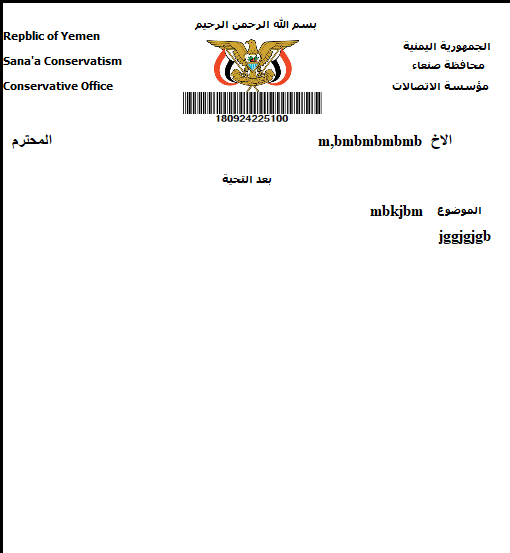 بسم الله الرحمن الرحيم
Repblic of Yemen
الجمهورية اليمنية
Sana'a Conservatism
محافظة صنعاء
Conservative Office
مؤسسة الاتصالات
180924225100
الاخ m,bmbmbmbmb المحترم
بعد التحية
الموضوع mbkjbm
jggjgjgb